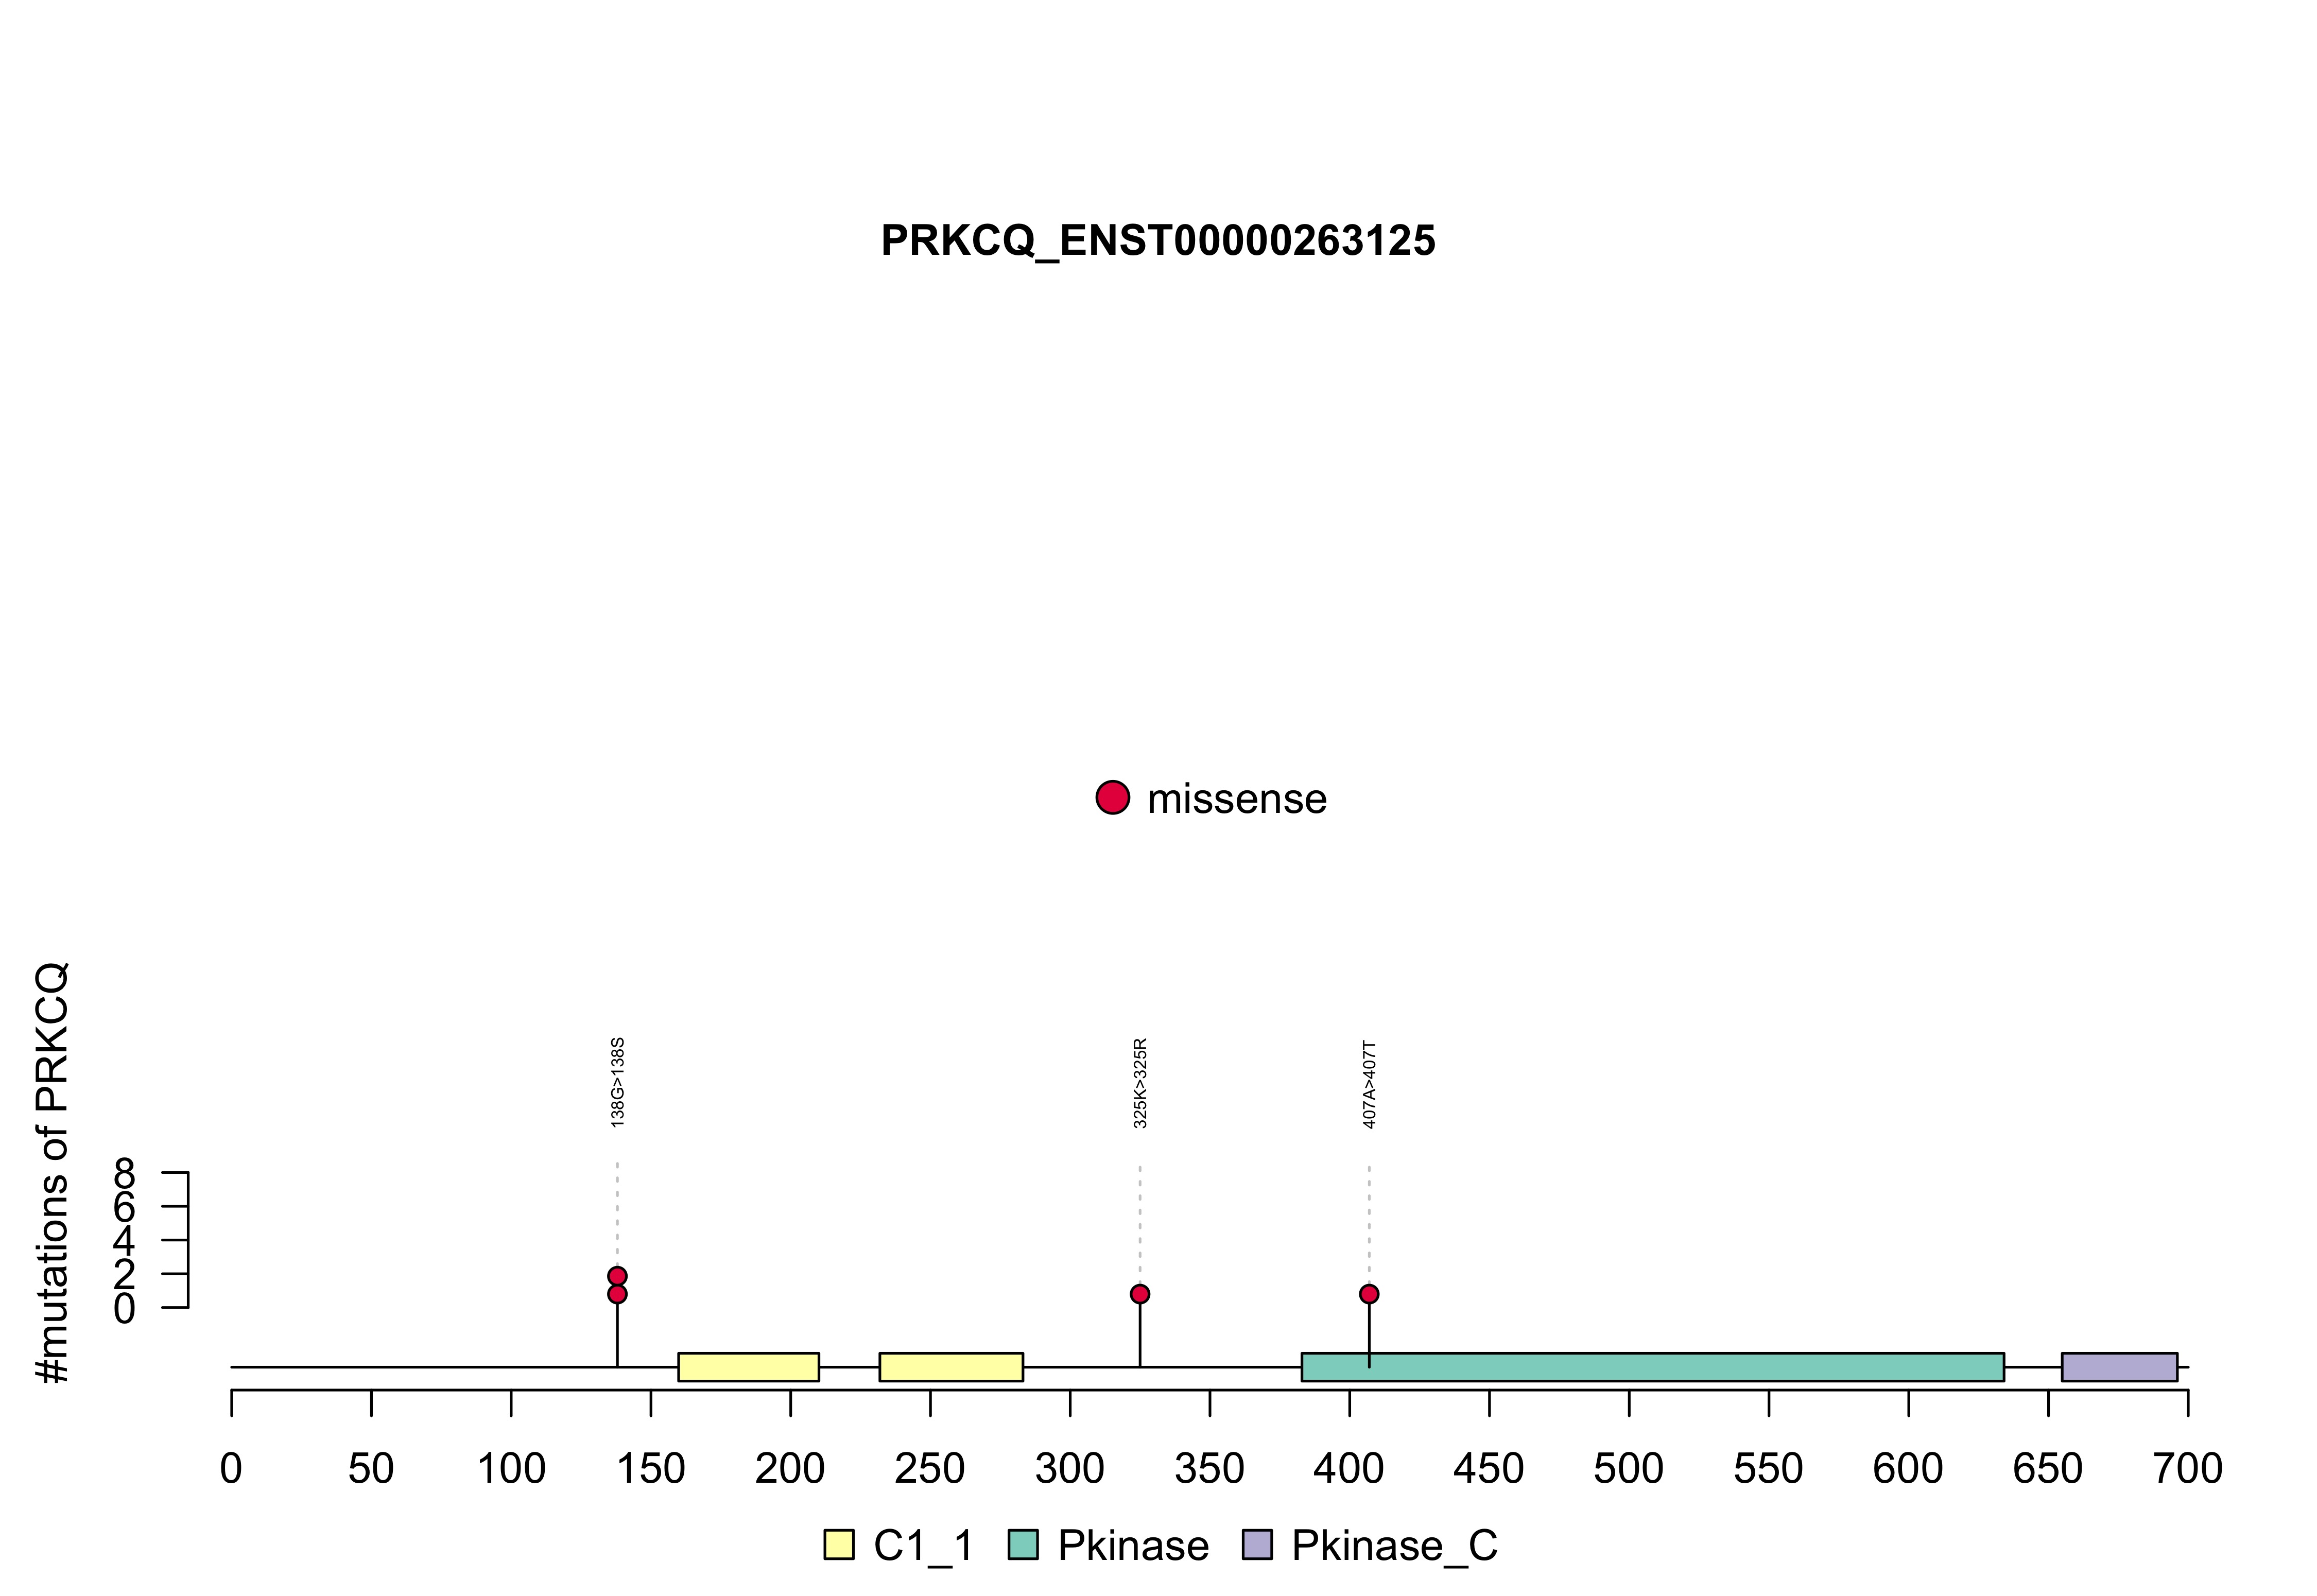 PRKCQ_ENST00000263125
missense
#mutations of PRKCQ
138G>138S
325K>325R
407A>407T
8
6
4
2
0
0 50 100 150 200 250 300 350 400 450 500 550 600 650 700
C1_1 Pkinase Pkinase_C